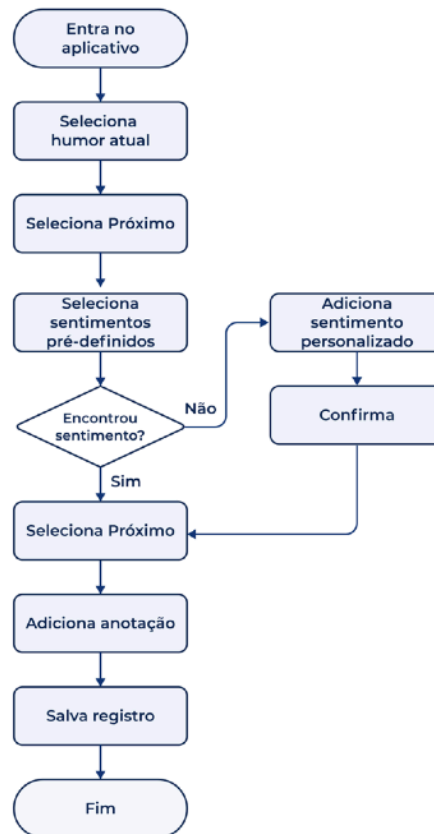 Entra no
aplicativo
Seleciona
humor atual
Seleciona Próximo
Seleciona
sentimentos
pré-definidos
Encontrou
sentimento?
Não
Adiciona
sentimento
personalizado
Confirma
Sim
Seleciona Próximo
Adiciona anotação
Salva registro
Fim